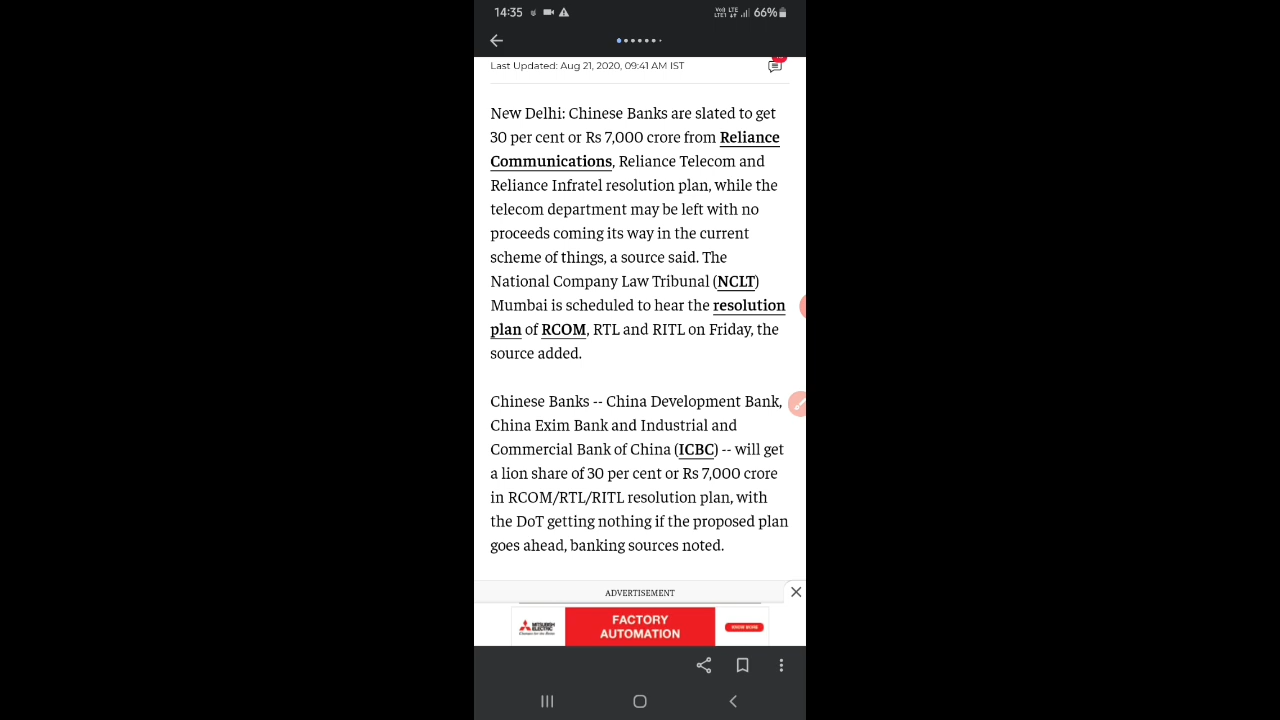 14:35
66%
Last Updated: Aug 21, 2020, 09:41 AM IST
New Delhi: Chinese Banks are slated to get
30 per cent or Rs 7,000 crore from Reliance
Communications, Reliance Telecom and
Reliance Infratel resolution plan, while the
telecom department may be left with no
proceeds coming its way in the current
scheme of things, a source said. The
National Company Law Tribunal (NCLT)
Mumbai is scheduled to hear the resolution
plan of RCOM, RTL and RITL on Friday, the
source added.
Chinese Banks -- China Development Bank,
China Exim Bank and Industrial and
Commercial Bank of China (ICBC) -- will get
a lion share of 30 per cent or Rs 7,000 crore
in RCOM/RTL/RITL resolution plan, with
the DoT getting nothing if the proposed plan
goes ahead, banking sources noted.
ADVERTISEMENT
MITSUBISHI ELECTRIC
FACTORY
AUTOMATION